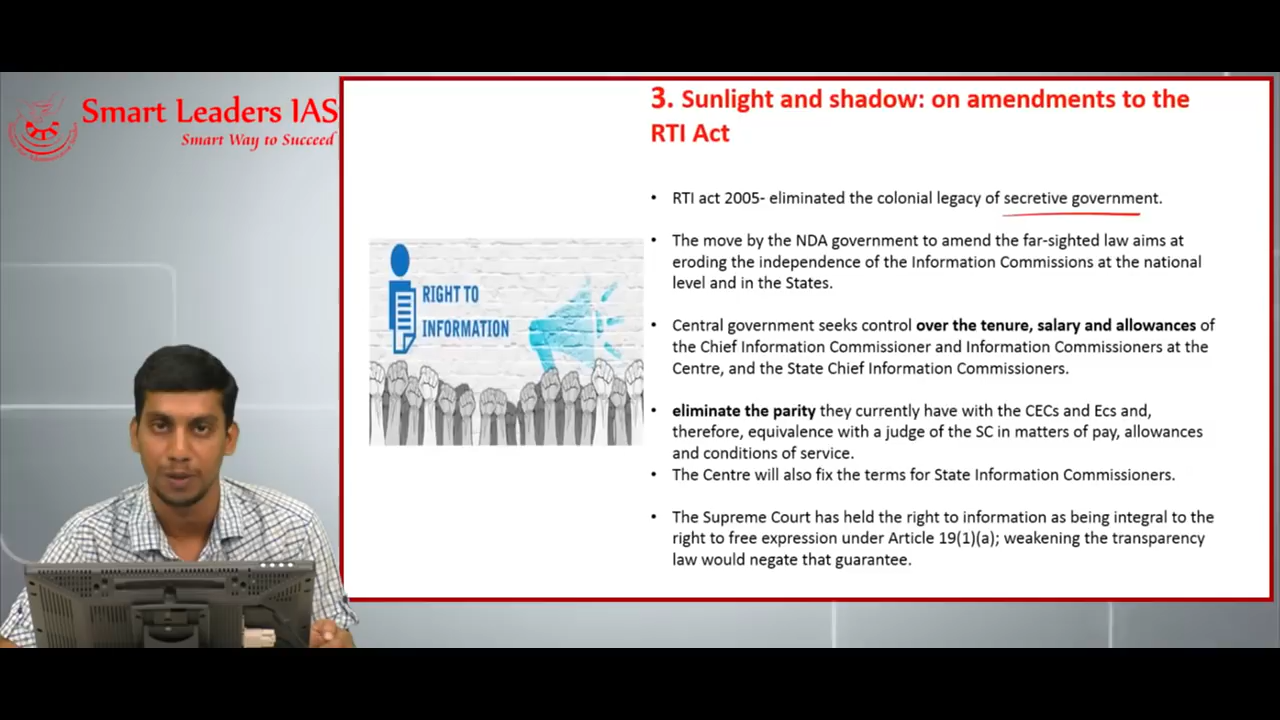 Smart Leaders IAS
Smart Way to Succeed
3. Sunlight and shadow: on amendments to the
RTI Act
• RTI act 2005- eliminated the colonial legacy of secretive government.
• The move by the NDA government to amend the far-sighted law aims at
eroding the independence of the Information Commissions at the national
level and in the States.
RIGHT TO
INFORMATION
• Central government seeks control over the tenure, salary and allowances of
the Chief Information Commissioner and Information Commissioners at the
Centre, and the State Chief Information Commissioners.
• eliminate the parity they currently have with the CECs and Ecs and,
therefore, equivalence with a judge of the SC in matters of pay, allowances
and conditions of service.
• The Centre will also fix the terms for State Information Commissioners.
• The Supreme Court has held the right to information as being integral to the
right to free expression under Article 19(1)(a); weakening the transparency
law would negate that guarantee.